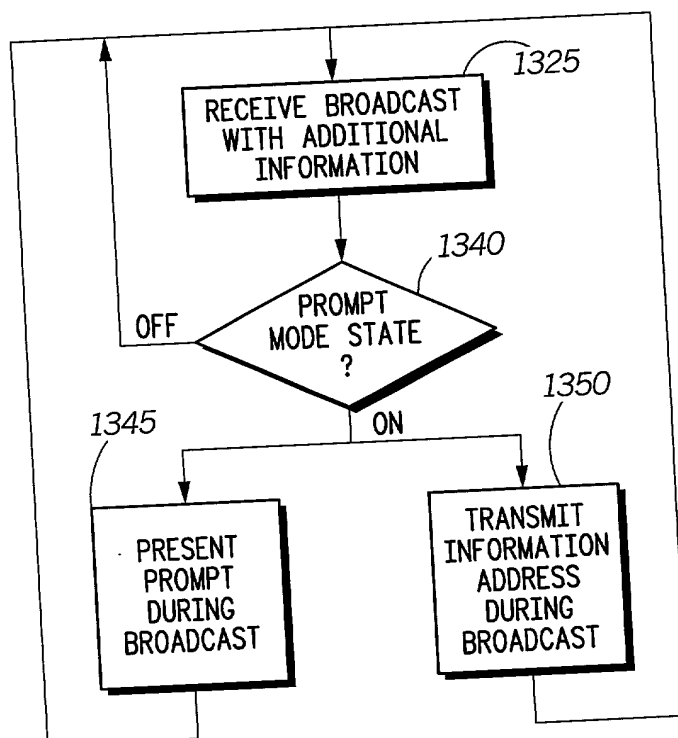 1325
RECEIVE BROADCAST
WITH ADDITIONAL
INFORMATION
1340
PROMPT
MODE STATE
?
OFF
ON
1345
1350
PRESENT
PROMPT
DURING
BROADCAST
TRANSMIT
INFORMATION
ADDRESS
DURING
BROADCAST